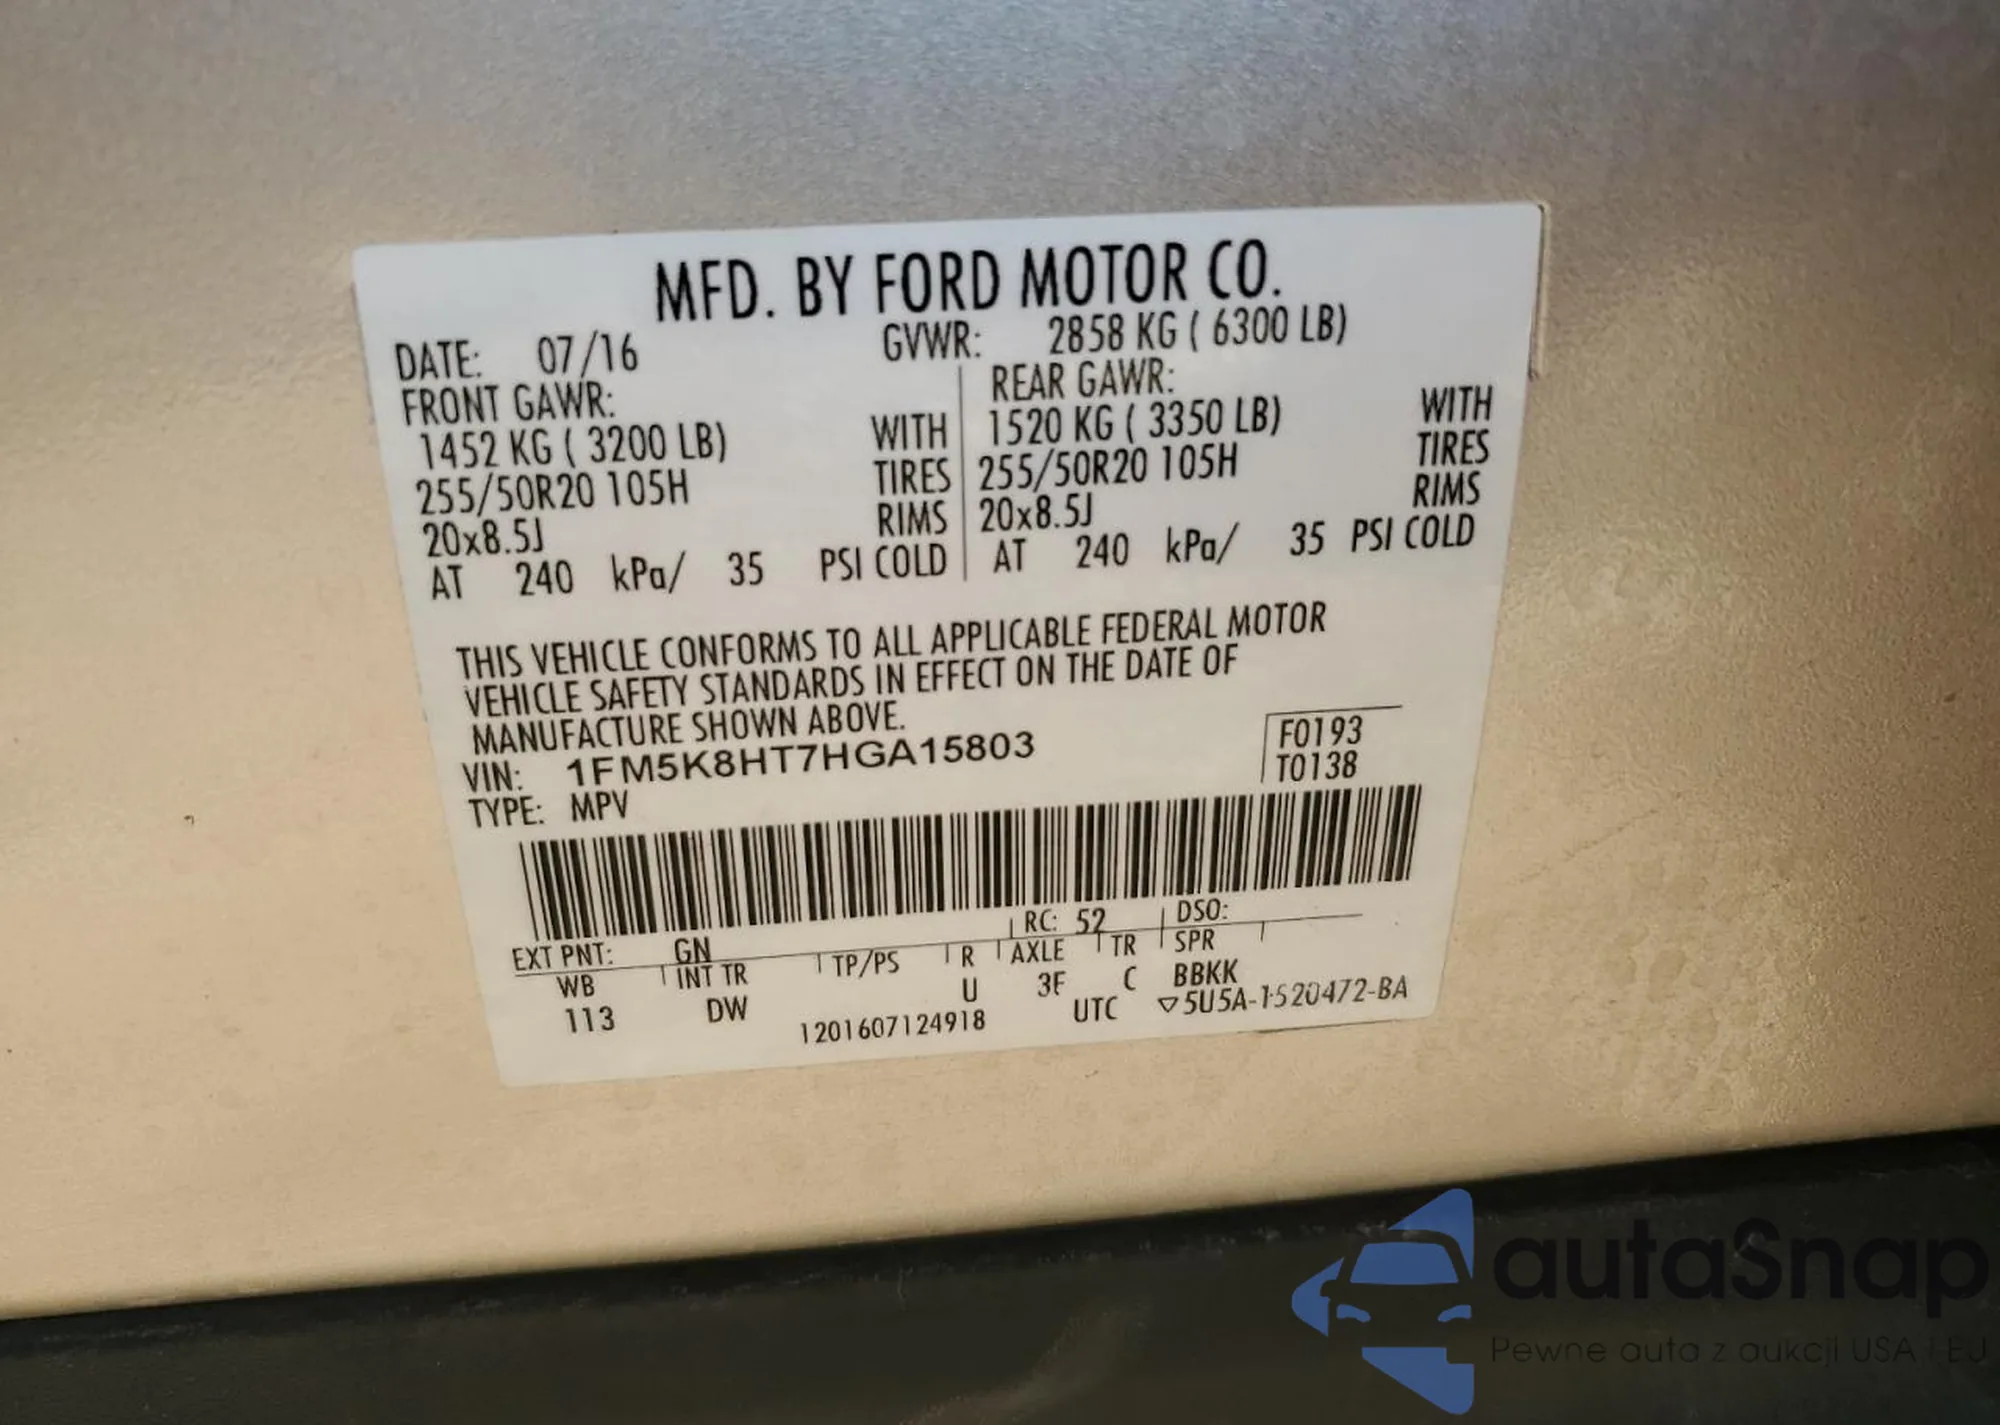 MFD. BY FORD MOTOR CO.
DATE: 07/16 GVWR: 2858 KG ( 6300 LB)
FRONT GAWR: REAR GAWR:
1452 KG ( 3200 LB) WITH 1520 KG ( 3350 LB) WITH
255/50R20 105H TIRES 255/50R20 105H TIRES
20x8.5J RIMS 20x8.5J RIMS
AT 240 kPa/ 35 PSI COLD AT 240 kPa/ 35 PSI COLD
THIS VEHICLE CONFORMS TO ALL APPLICABLE FEDERAL MOTOR
VEHICLE SAFETY STANDARDS IN EFFECT ON THE DATE OF
MANUFACTURE SHOWN ABOVE.
VIN: 1FM5K8HT7HGA15803 F0193
TYPE: MPV T0138
RC: 52 DSO:
EXT PNT: GN
WB INT TR TP/PS R AXLE TR SPR
113 DW U 3F C BBKK
1201607124918 UTC ▽5U5A-1520472-BA
autaSnap
Pewne auta z aukcji USA i EU